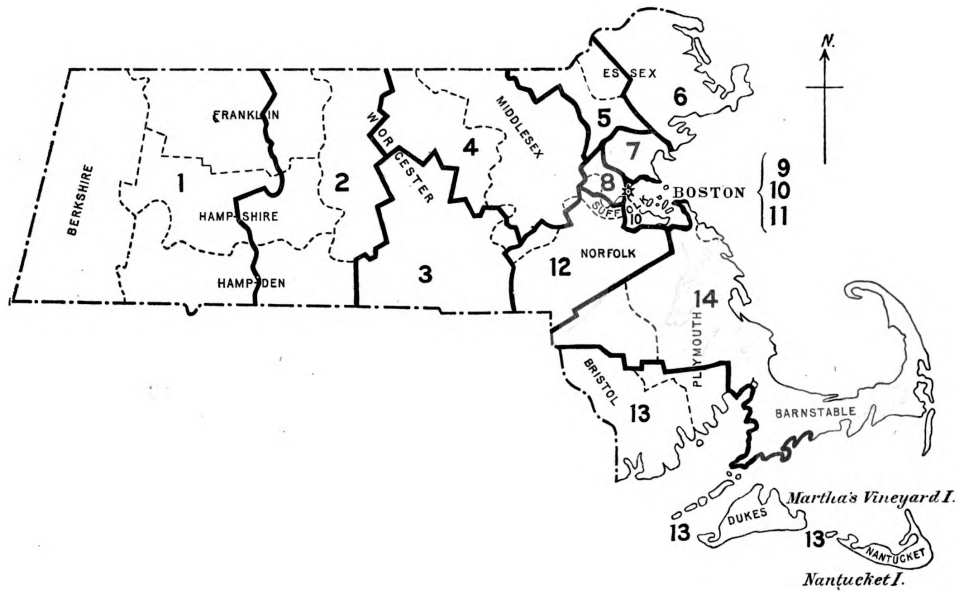 N.
ESSEX
6
5
MIDDLESEX
4
7
FRANKLIN
WORCESTER
9
10
11
BOSTON
8
1
2
BERKSHIRE
SUFFOLK
10
HAMPSHIRE
12
NORFOLK
3
HAMPDEN
14
PLYMOUTH
BRISTOL
13
BARNSTABLE
Martha's Vineyard I.
DUKES
13
13
NANTUCKET
Nantucket I.